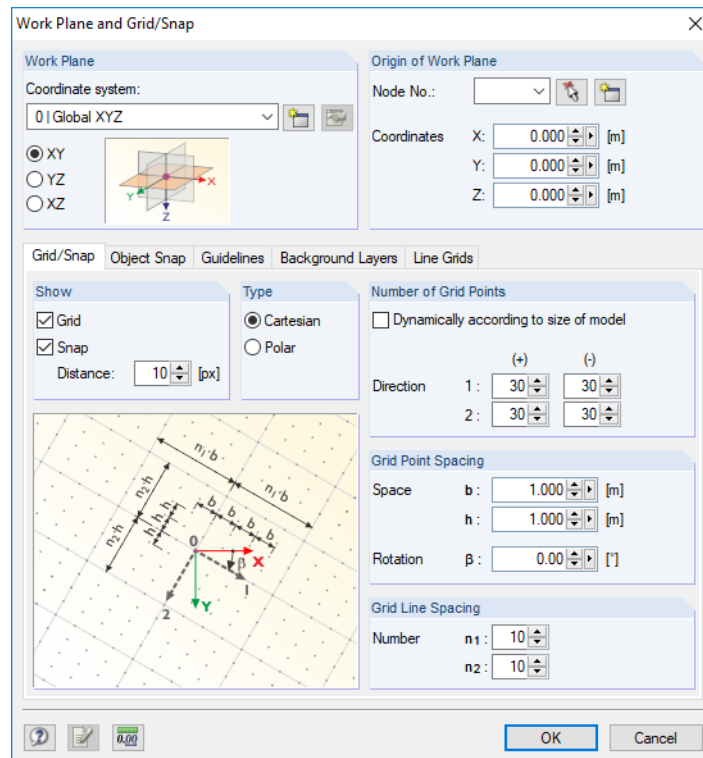 Work Plane and Grid/Snap
Work Plane
Coordinate system:
0 | Global XYZ
XY
YZ
XZ
X
Y
Z
Origin of Work Plane
Node No.:
Coordinates X: 0.000 [m]
Y: 0.000 [m]
Z: 0.000 [m]
Grid/Snap Object Snap Guidelines Background Layers Line Grids
Show
Grid
Snap
Distance: 10 [px]
Type
Cartesian
Polar
Number of Grid Points
Dynamically according to size of model
(+) (-)
Direction 1 : 30 30
2 : 30 30
n₁·b
n₁·b
n₂·h
n₂·h
h h h h
b b b b
0
X
β
1
2
Y
Grid Point Spacing
Space b : 1.000 [m]
h : 1.000 [m]
Rotation β : 0.00 [°]
Grid Line Spacing
Number n1 : 10
n2 : 10
0.00
OK Cancel